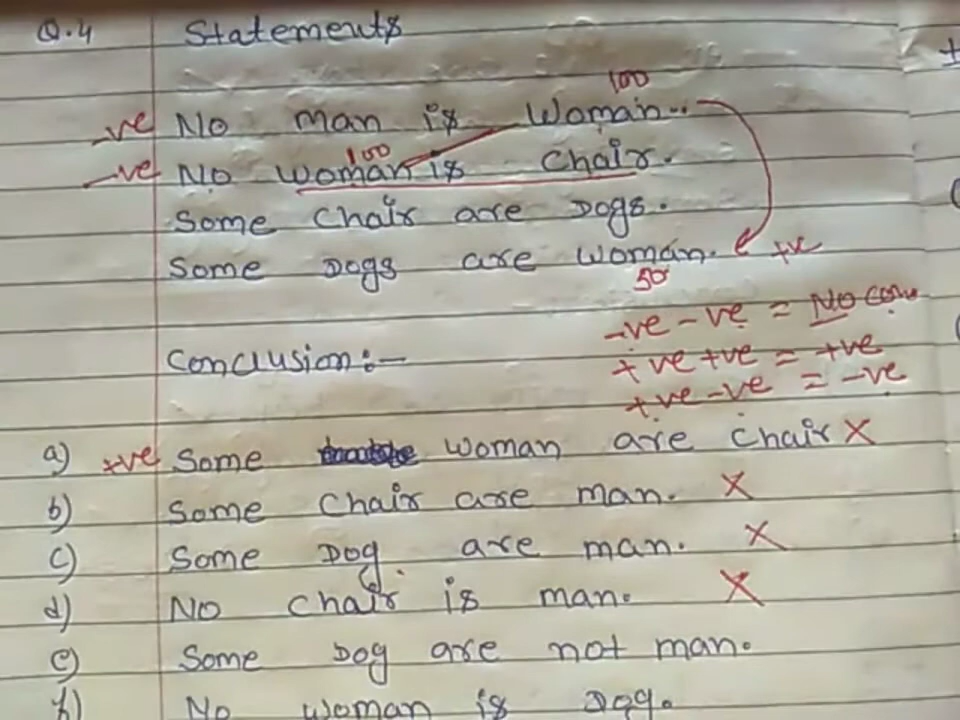 Q.4 Statements
100
-ve No man is Woman..
100
-ve No woman is Chair.
Some Chair are Dogs.
Some Dogs are woman. +ve
50
-ve -ve = No conc
Conclusion:-
+ve +ve = +ve
+ve -ve = -ve
a) +ve Some woman are chair X
b) Some Chair are man. X
c) Some Dog are man. X
d) NO chair is man. X
e) Some Dog are not man.
f) No woman is Dog.